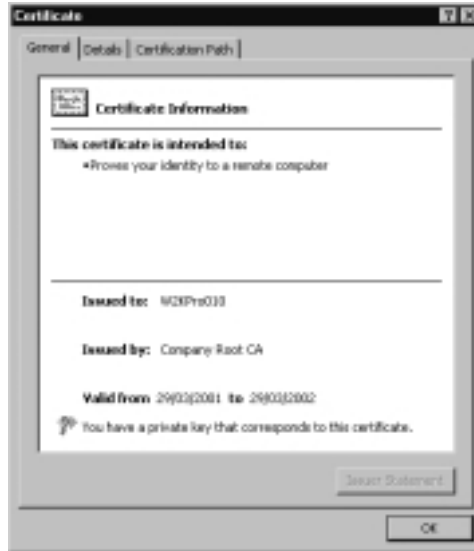 Certificate
General Details Certification Path
Certificate Information
This certificate is intended to:
•Proves your identity to a remote computer
Issued to: W2KPro010
Issued by: Company Root CA
Valid from 29/03/2001 to 29/03/2002
You have a private key that corresponds to this certificate.
Issuer Statement
OK